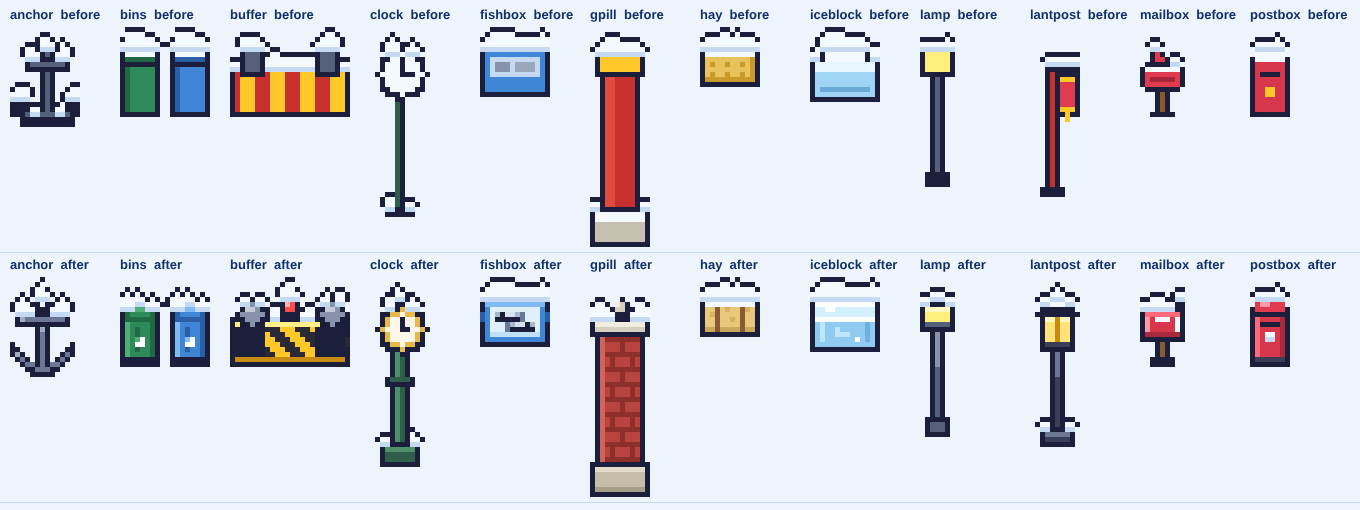 anchor before bins before buffer before clock before fishbox before gpill before hay before iceblock before lamp before lantpost before mailbox before postbox before
anchor after bins after buffer after clock after fishbox after gpill after hay after iceblock after lamp after lantpost after mailbox after postbox after